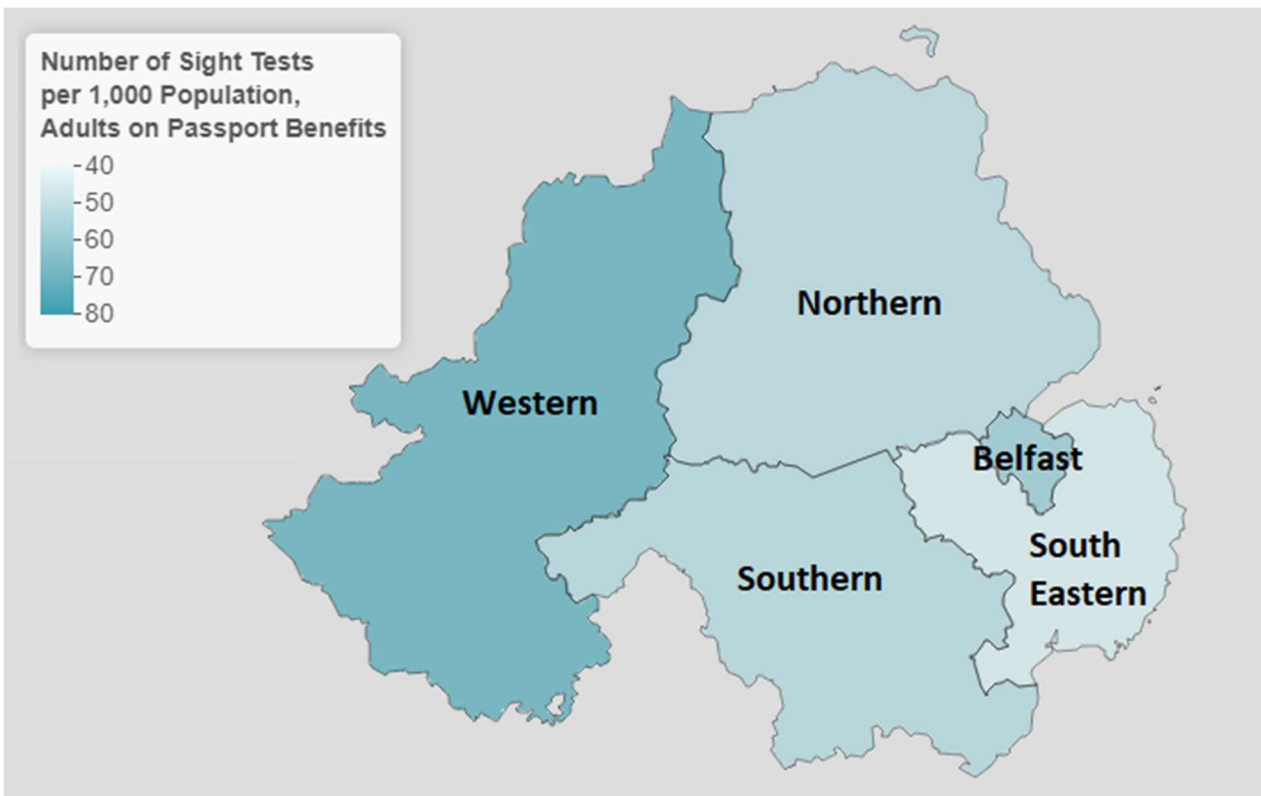 Number of Sight Tests
per 1,000 Population,
Adults on Passport Benefits
40
50
60
70
80
Northern
Western
Belfast
South
Eastern
Southern